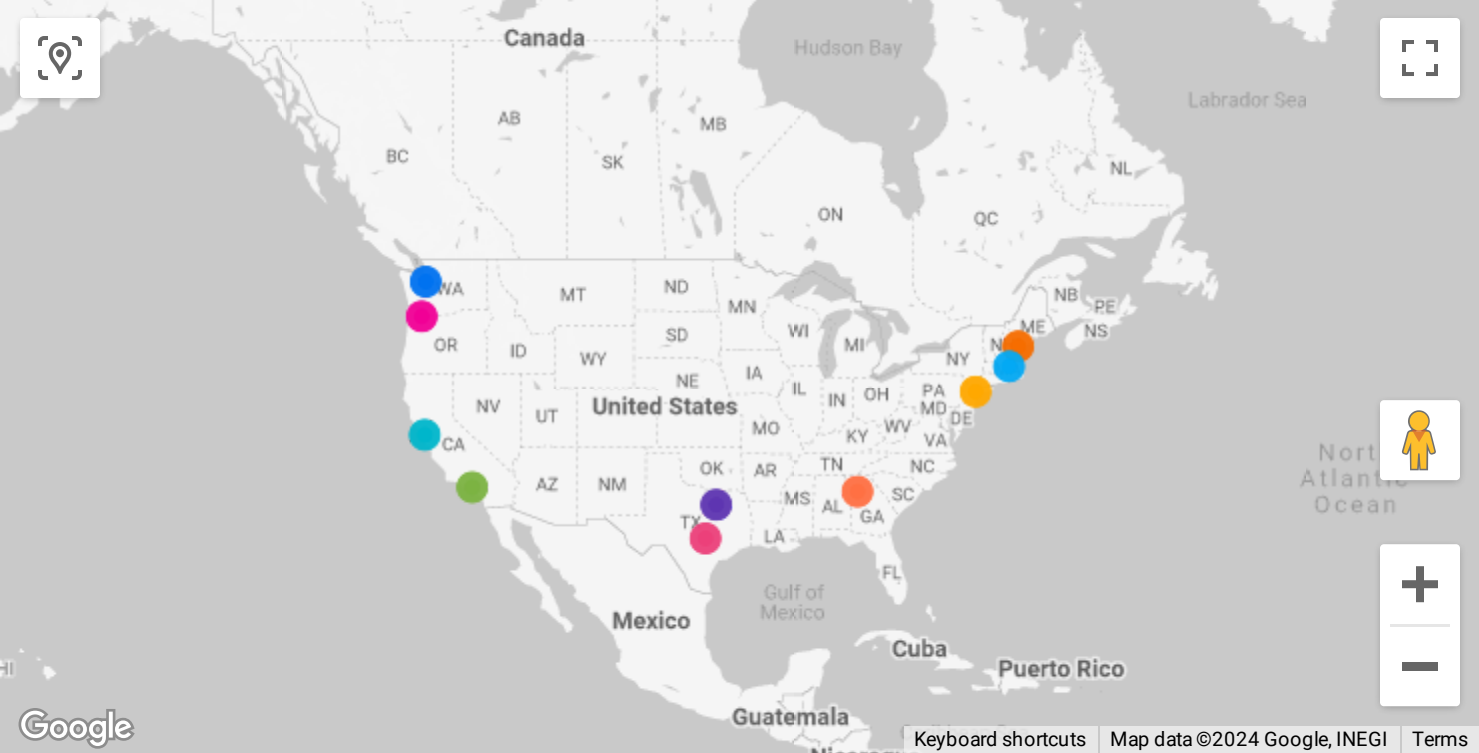 Canada
Hudson Bay
Labrador Sea
AB
MB
BC
SK
NL
ON
QC
WA
MT
ND
MN
NB
PE
ME
NS
OR
ID
WY
SD
WI
MI
NY
NV
UT
NE
IA
IL
IN
OH
PA
MD
DE
United States
CA
MO
KY
WV
VA
AZ
NM
OK
AR
TN
NC
MS
AL
SC
GA
TX
LA
FL
North
Atlantic
Ocean
Gulf of
Mexico
Mexico
Cuba
Puerto Rico
HI
Guatemala
Google
Keyboard shortcuts
Map data ©2024 Google, INEGI
Terms